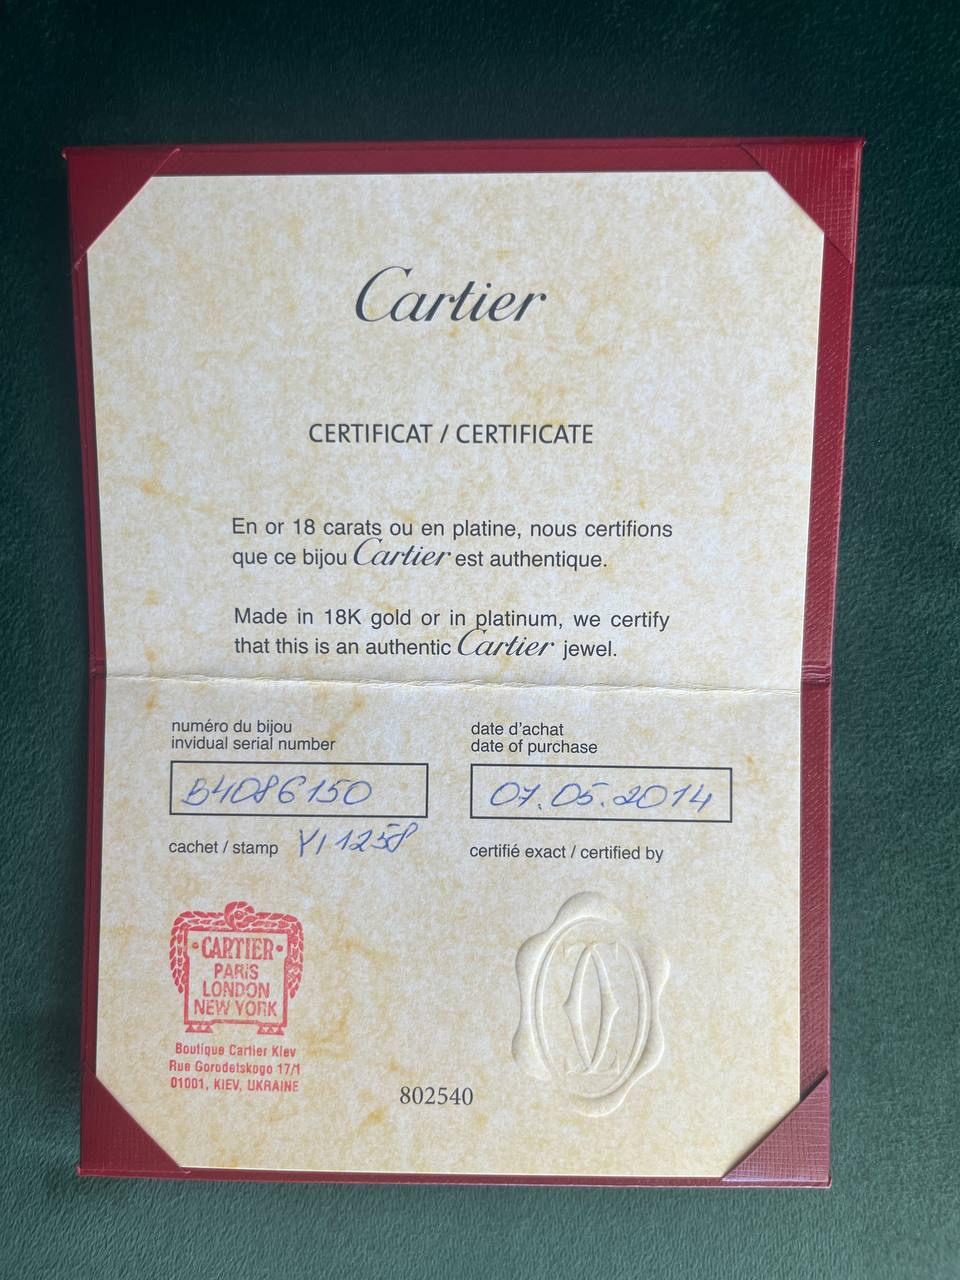 Cartier
CERTIFICAT / CERTIFICATE
En or 18 carats ou en platine, nous certifions
que ce bijou Cartier est authentique.
Made in 18K gold or in platinum, we certify
that this is an authentic Cartier jewel.
numéro du bijou
invidual serial number
B4086150
cachet / stamp YI 1258
date d'achat
date of purchase
07.05.2014
certifié exact / certified by
CARTIER
PARIS
LONDON
NEW YORK
Boutique Cartier Kiev
Rue Gorodetskogo 17/1
01001, KIEV, UKRAINE
802540